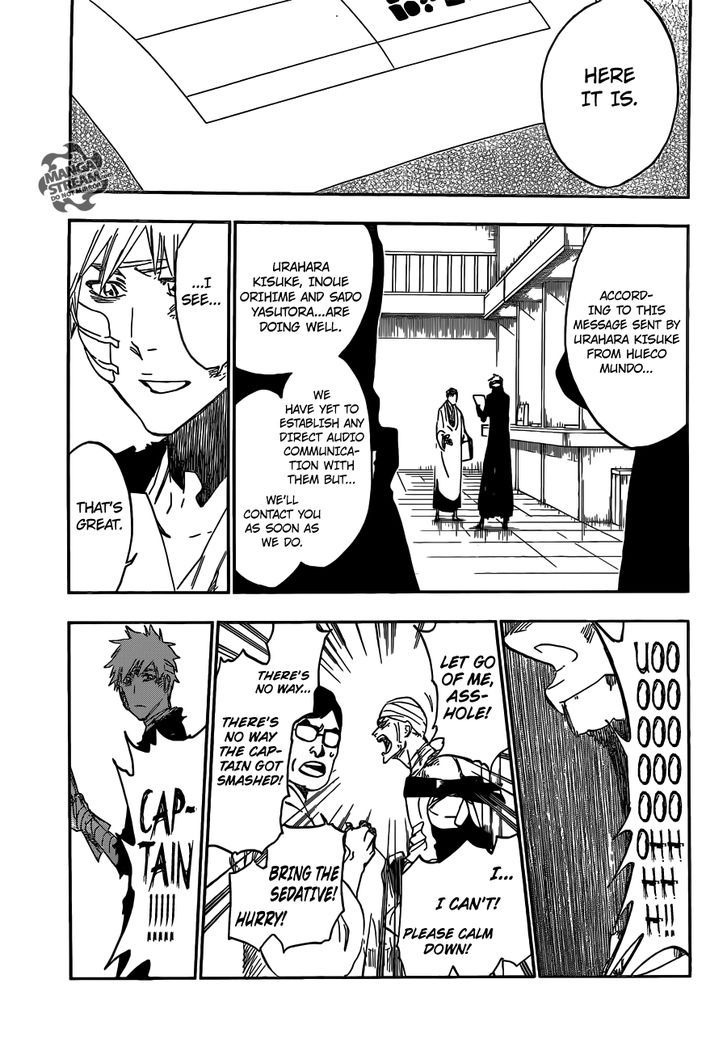 HERE
IT IS.
MANGA
STREAM
ACCORD-
ING TO THIS
MESSAGE SENT BY
URAHARA KISUKE
FROM HUECO
MUNDO...
URAHARA
KISUKE, INOUE
ORIHIME AND SADO
YASUTORA...ARE
DOING WELL.
WE
HAVE YET TO
ESTABLISH ANY
DIRECT AUDIO
COMMUNICA-
TION WITH
THEM BUT...
WE'LL
CONTACT YOU
AS SOON AS
WE DO.
...I
SEE...
THAT'S
GREAT.
UOO
OOO
OOO
OOO
OOO
OOO
OHH
HH
H!!
LET GO
OF ME,
ASS-
HOLE!
I...
I CAN'T!
PLEASE CALM
DOWN!
THERE'S
NO WAY...
THERE'S
NO WAY
THE CAP-
TAIN GOT
SMASHED!
BRING THE
SEDATIVE!
HURRY!
CAP-
TAIN
!!!!!